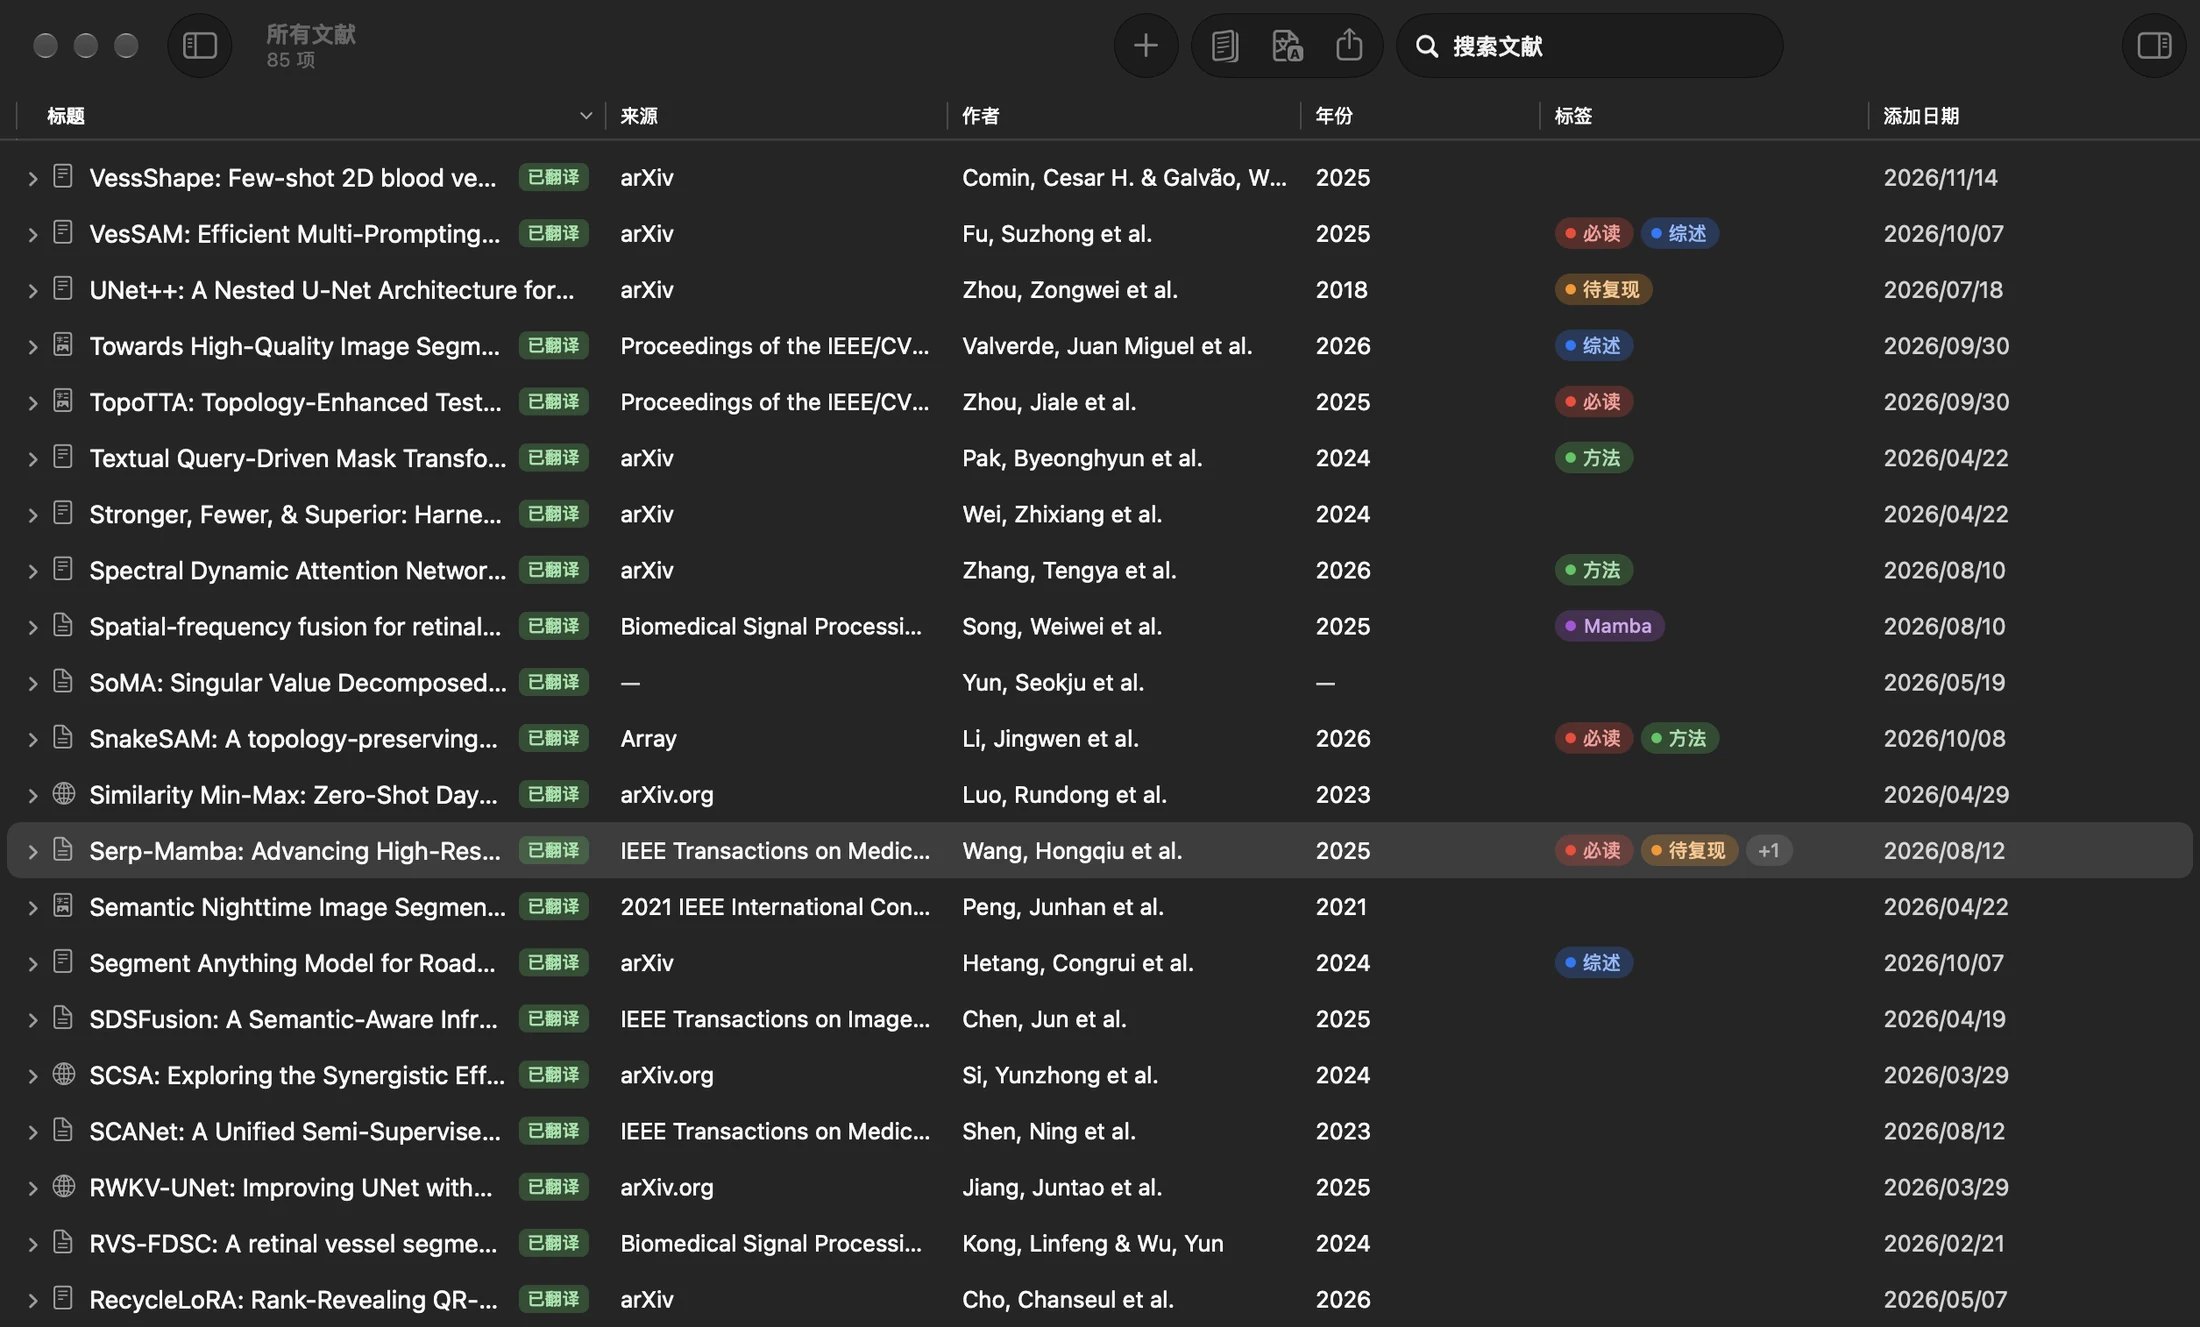 所有文献
85 项
搜索文献
标题 来源 作者 年份 标签 添加日期
VessShape: Few-shot 2D blood ve... 已翻译 arXiv Comin, Cesar H. & Galvão, W... 2025 2026/11/14
VesSAM: Efficient Multi-Prompting... 已翻译 arXiv Fu, Suzhong et al. 2025 必读 综述 2026/10/07
UNet++: A Nested U-Net Architecture for... arXiv Zhou, Zongwei et al. 2018 待复现 2026/07/18
Towards High-Quality Image Segm... 已翻译 Proceedings of the IEEE/CV... Valverde, Juan Miguel et al. 2026 综述 2026/09/30
TopoTTA: Topology-Enhanced Test... 已翻译 Proceedings of the IEEE/CV... Zhou, Jiale et al. 2025 必读 2026/09/30
Textual Query-Driven Mask Transfo... 已翻译 arXiv Pak, Byeonghyun et al. 2024 方法 2026/04/22
Stronger, Fewer, & Superior: Harne... 已翻译 arXiv Wei, Zhixiang et al. 2024 2026/04/22
Spectral Dynamic Attention Networ... 已翻译 arXiv Zhang, Tengya et al. 2026 方法 2026/08/10
Spatial-frequency fusion for retinal... 已翻译 Biomedical Signal Processi... Song, Weiwei et al. 2025 Mamba 2026/08/10
SoMA: Singular Value Decomposed... 已翻译 — Yun, Seokju et al. — 2026/05/19
SnakeSAM: A topology-preserving... 已翻译 Array Li, Jingwen et al. 2026 必读 方法 2026/10/08
Similarity Min-Max: Zero-Shot Day... 已翻译 arXiv.org Luo, Rundong et al. 2023 2026/04/29
Serp-Mamba: Advancing High-Res... 已翻译 IEEE Transactions on Medic... Wang, Hongqiu et al. 2025 必读 待复现 +1 2026/08/12
Semantic Nighttime Image Segmen... 已翻译 2021 IEEE International Con... Peng, Junhan et al. 2021 2026/04/22
Segment Anything Model for Road... 已翻译 arXiv Hetang, Congrui et al. 2024 综述 2026/10/07
SDSFusion: A Semantic-Aware Infr... 已翻译 IEEE Transactions on Image... Chen, Jun et al. 2025 2026/04/19
SCSA: Exploring the Synergistic Eff... 已翻译 arXiv.org Si, Yunzhong et al. 2024 2026/03/29
SCANet: A Unified Semi-Supervise... 已翻译 IEEE Transactions on Medic... Shen, Ning et al. 2023 2026/08/12
RWKV-UNet: Improving UNet with... 已翻译 arXiv.org Jiang, Juntao et al. 2025 2026/03/29
RVS-FDSC: A retinal vessel segme... 已翻译 Biomedical Signal Processi... Kong, Linfeng & Wu, Yun 2024 2026/02/21
RecycleLoRA: Rank-Revealing QR-... 已翻译 arXiv Cho, Chanseul et al. 2026 2026/05/07